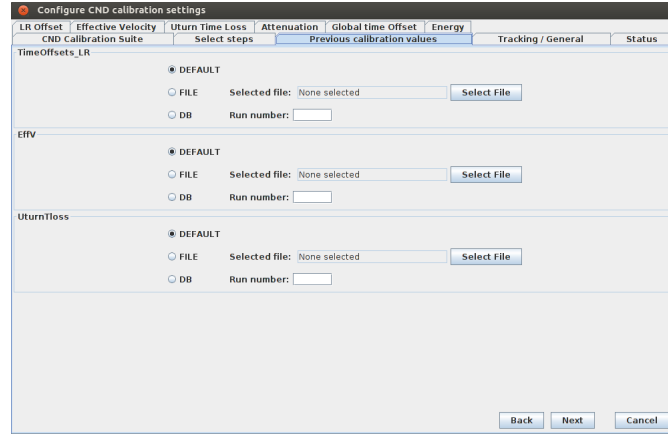 Configure CND calibration settings
LR Offset Effective Velocity Uturn Time Loss Attenuation Global time Offset Energy
CND Calibration Suite Select steps Previous calibration values Tracking / General Status
TimeOffsets_LR
DEFAULT
FILE Selected file: None selected Select File
DB Run number:
EffV
DEFAULT
FILE Selected file: None selected Select File
DB Run number:
UturnTloss
DEFAULT
FILE Selected file: None selected Select File
DB Run number:
Back Next Cancel